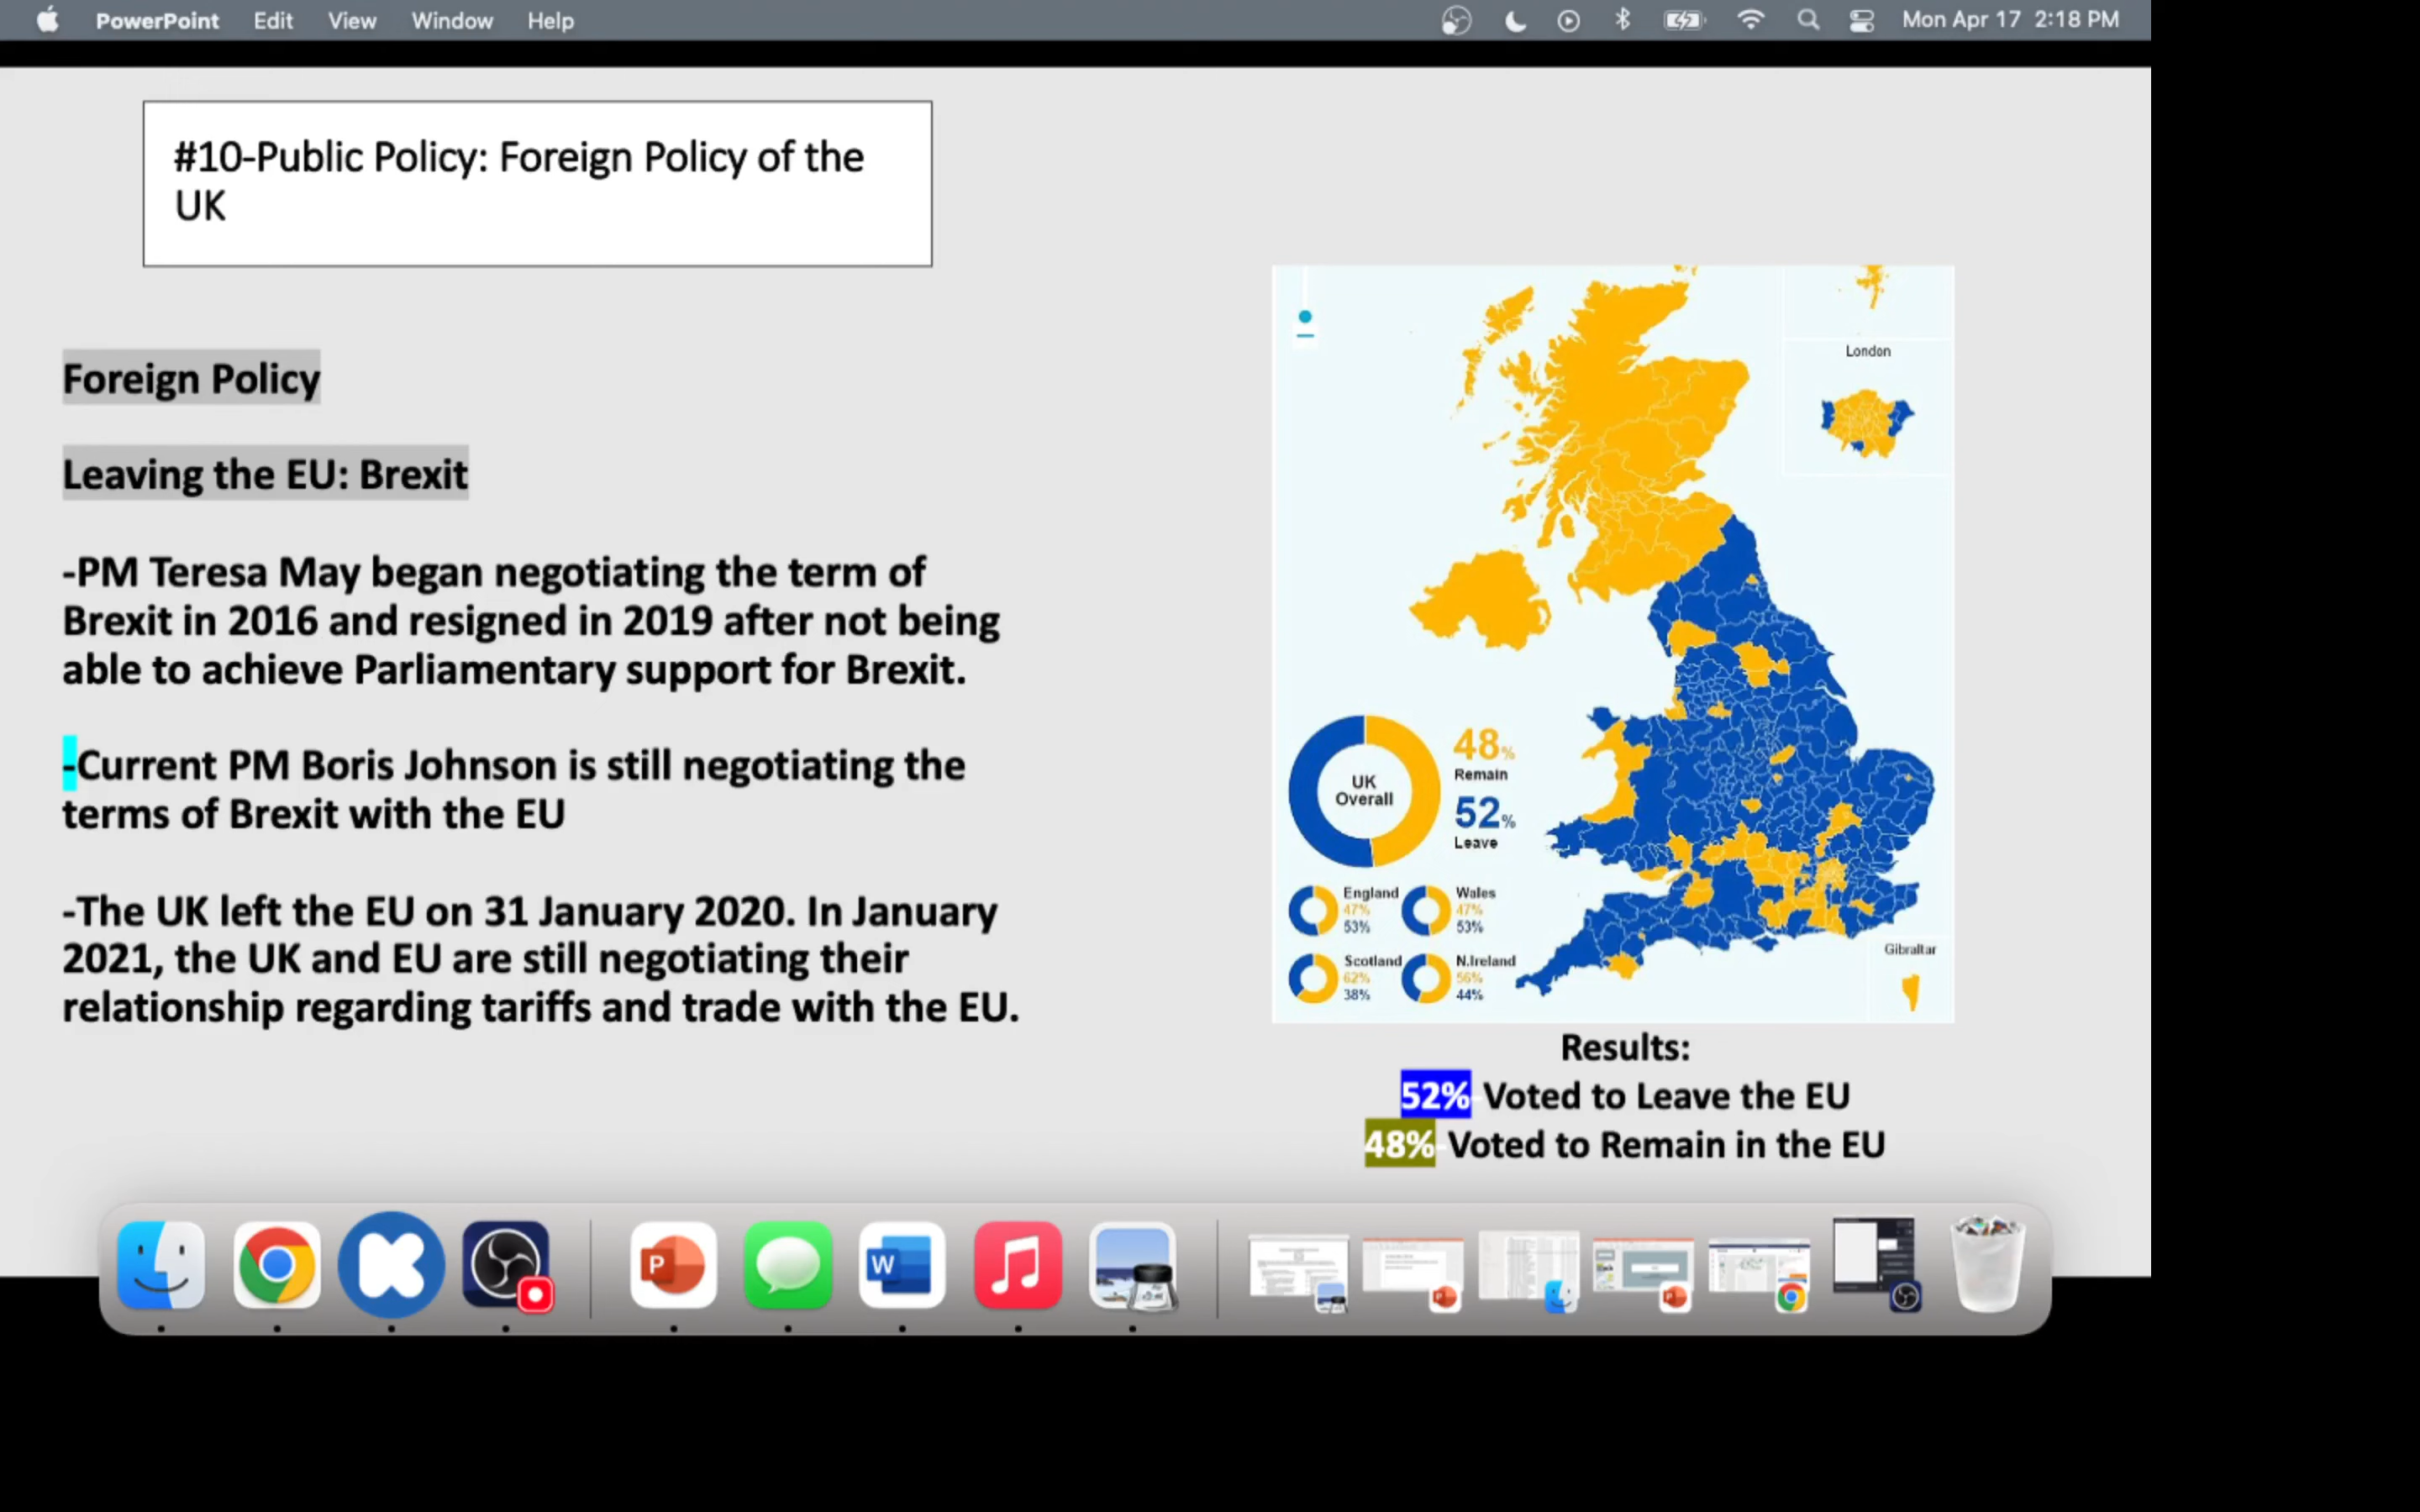 PowerPoint Edit View Window Help Mon Apr 17 2:18 PM
#10-Public Policy: Foreign Policy of the
UK
Foreign Policy
Leaving the EU: Brexit
-PM Teresa May began negotiating the term of
Brexit in 2016 and resigned in 2019 after not being
able to achieve Parliamentary support for Brexit.
-Current PM Boris Johnson is still negotiating the
terms of Brexit with the EU
-The UK left the EU on 31 January 2020. In January
2021, the UK and EU are still negotiating their
relationship regarding tariffs and trade with the EU.
London
UK
Overall
48%
Remain
52%
Leave
England
47%
53%
Wales
47%
53%
Scotland
62%
38%
N.Ireland
56%
44%
Gibraltar
Results:
52%-Voted to Leave the EU
48%-Voted to Remain in the EU
P
W